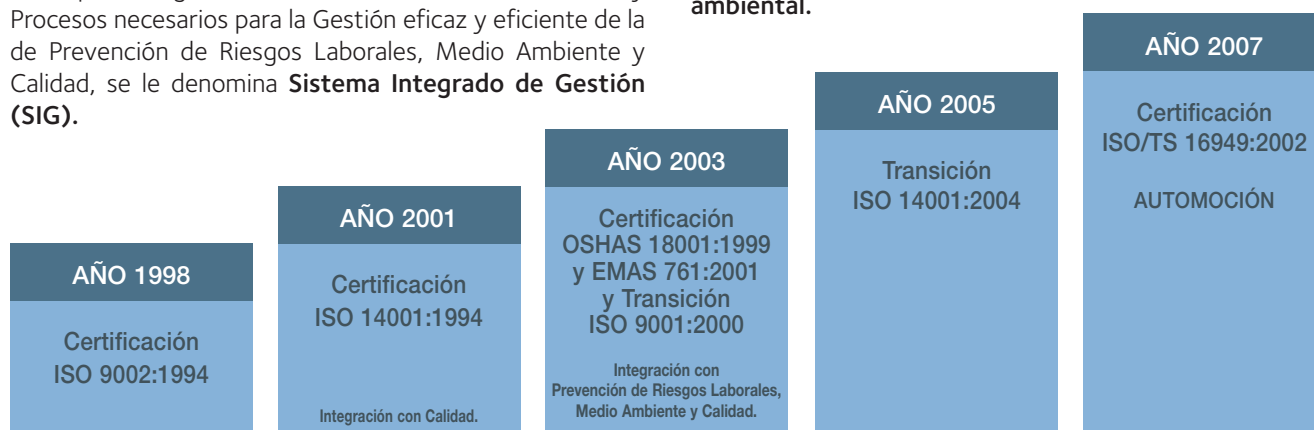 Procesos necesarios para la Gestión eficaz y eficiente de la
de Prevención de Riesgos Laborales, Medio Ambiente y
Calidad, se le denomina Sistema Integrado de Gestión
(SIG).
ambiental.
AÑO 1998
Certificación
ISO 9002:1994
AÑO 2001
Certificación
ISO 14001:1994
Integración con Calidad.
AÑO 2003
Certificación
OSHAS 18001:1999
y EMAS 761:2001
y Transición
ISO 9001:2000
Integración con
Prevención de Riesgos Laborales,
Medio Ambiente y Calidad.
AÑO 2005
Transición
ISO 14001:2004
AÑO 2007
Certificación
ISO/TS 16949:2002
AUTOMOCIÓN